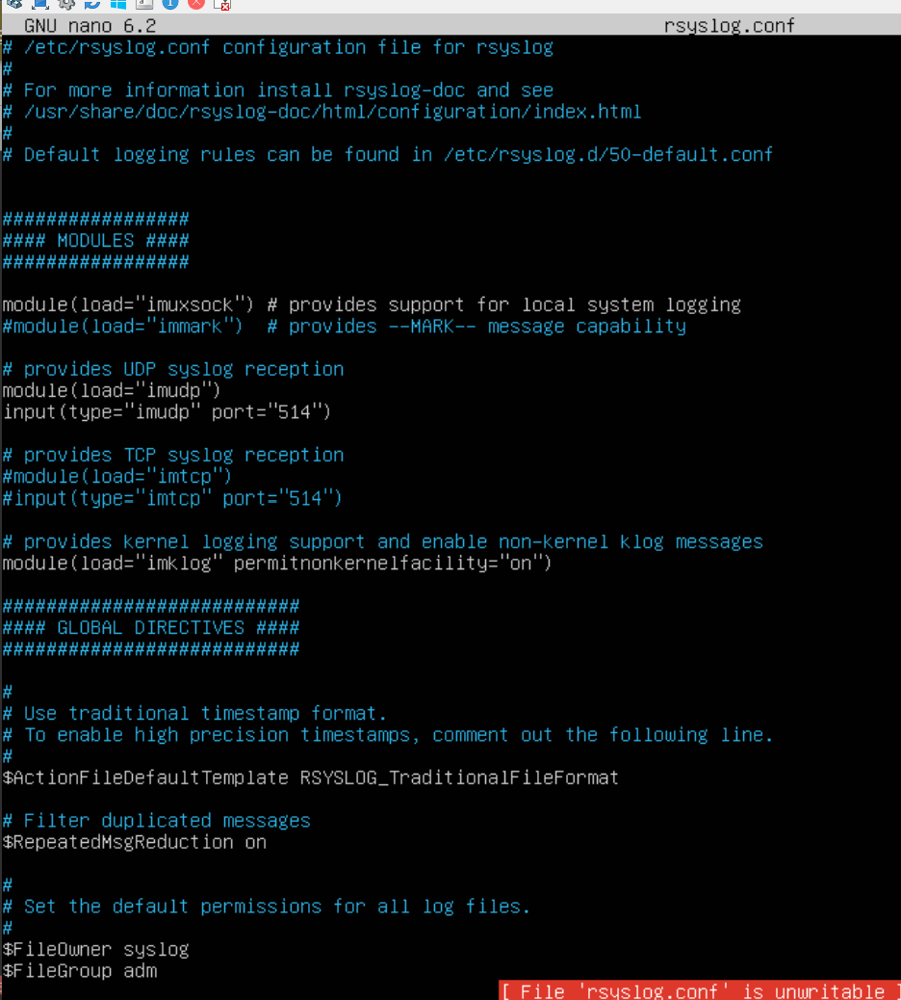 GNU nano 6.2 rsyslog.conf
# /etc/rsyslog.conf configuration file for rsyslog
#
# For more information install rsyslog-doc and see
# /usr/share/doc/rsyslog-doc/html/configuration/index.html
#
# Default logging rules can be found in /etc/rsyslog.d/50-default.conf
#################
#### MODULES ####
#################
module(load="imuxsock") # provides support for local system logging
#module(load="immark")  # provides --MARK-- message capability
# provides UDP syslog reception
module(load="imudp")
input(type="imudp" port="514")
# provides TCP syslog reception
#module(load="imtcp")
#input(type="imtcp" port="514")
# provides kernel logging support and enable non-kernel klog messages
module(load="imklog" permitnonkernelfacility="on")
###########################
#### GLOBAL DIRECTIVES ####
###########################
#
# Use traditional timestamp format.
# To enable high precision timestamps, comment out the following line.
#
$ActionFileDefaultTemplate RSYSLOG_TraditionalFileFormat
# Filter duplicated messages
$RepeatedMsgReduction on
#
# Set the default permissions for all log files.
#
$FileOwner syslog
$FileGroup adm
[ File 'rsyslog.conf' is unwritable ]